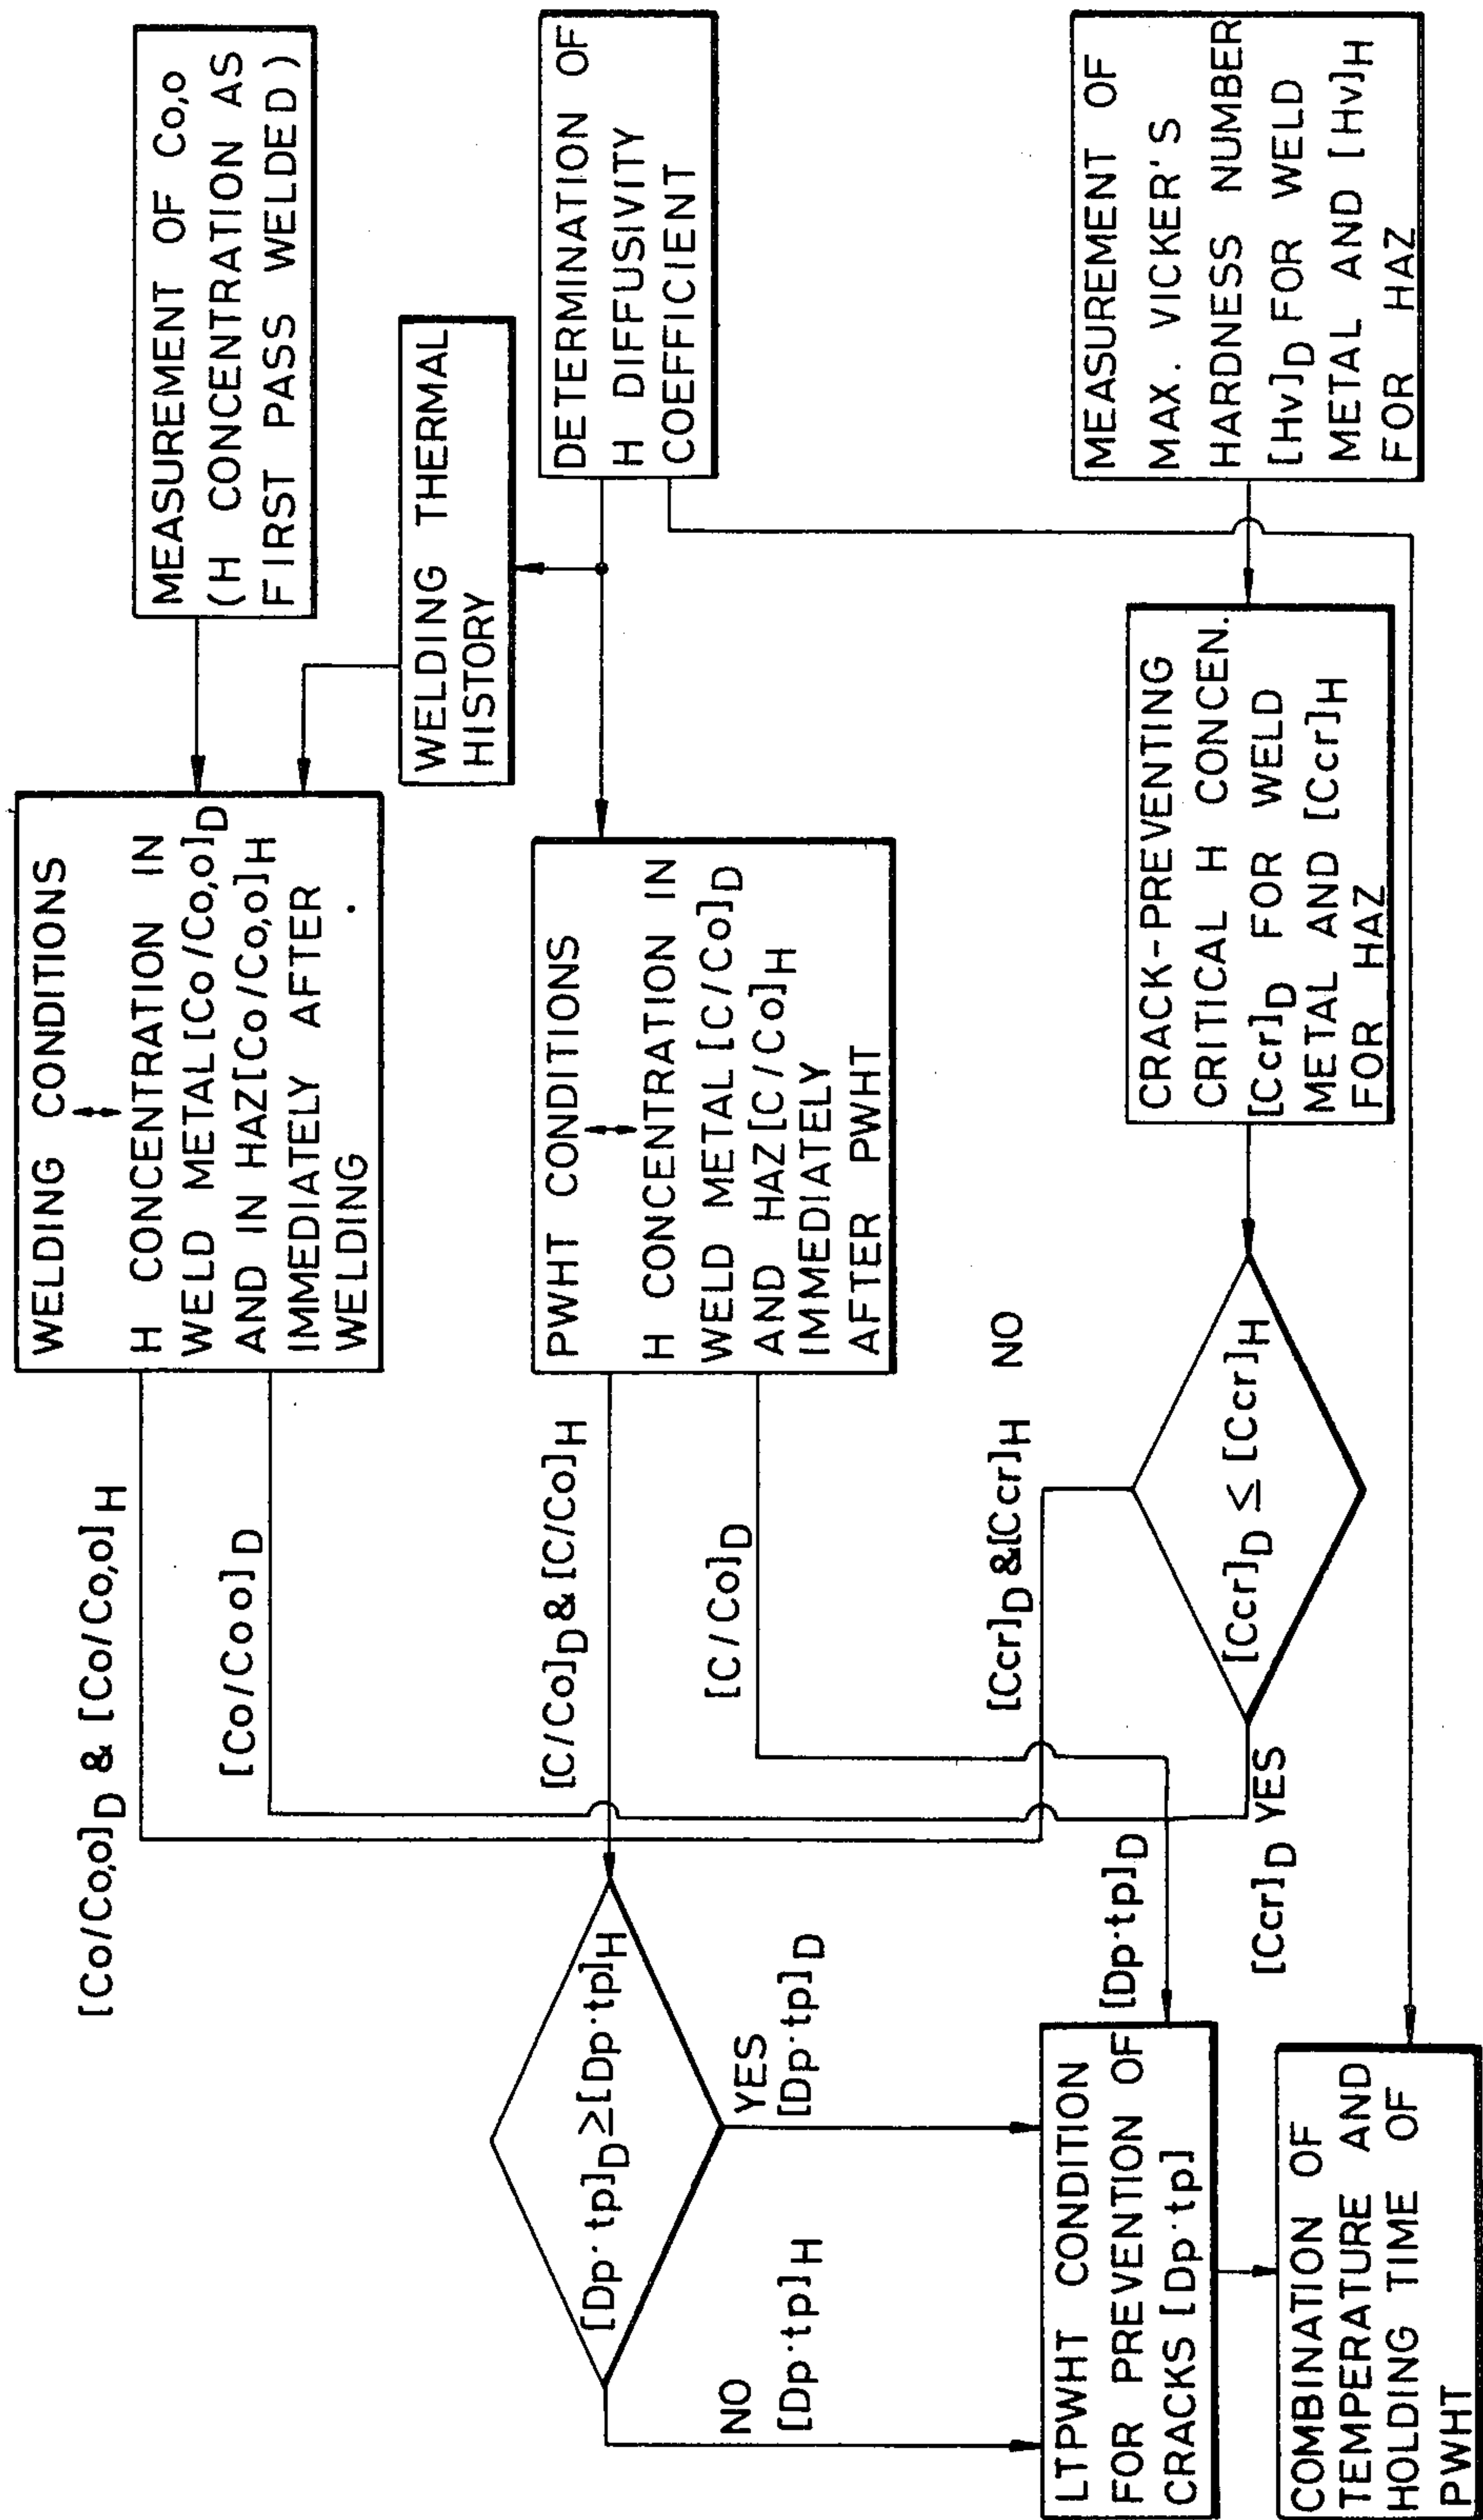 MEASUREMENT OF Co,o
(H CONCENTRATION AS
FIRST PASS WELDED)
WELDING THERMAL
HISTORY
DETERMINATION OF
H DIFFUSIVITY
COEFFICIENT
MEASUREMENT OF
MAX. VICKER'S
HARDNESS NUMBER
[Hv]D FOR WELD
METAL AND [Hv]H
FOR HAZ
WELDING CONDITIONS
↕
H CONCENTRATION IN
WELD METAL[Co/Co,o]D
AND IN HAZ[Co/Co,o]H
IMMEDIATELY AFTER
WELDING
PWHT CONDITIONS
↕
H CONCENTRATION IN
WELD METAL[C/Co]D
AND HAZ[C/Co]H
IMMEDIATELY
AFTER PWHT
CRACK-PREVENTING
CRITICAL H CONCEN.
[Ccr]D FOR WELD
METAL AND [Ccr]H
FOR HAZ
[Co/Co,o]D & [Co/Co,o]H
[Co/Coo]D
[C/Co]D & [C/Co]H
[C/Co]D
[Ccr]D & [Ccr]H NO
[Ccr]D ≤ [Ccr]H
[Ccr]D YES
[Dp·tp]D ≥ [Dp·tp]H
YES
[Dp·tp]D
NO
[Dp·tp]H
[Dp·tp]D
LTPWHT CONDITION
FOR PREVENTION OF
CRACKS [Dp·tp]
COMBINATION OF
TEMPERATURE AND
HOLDING TIME OF
PWHT